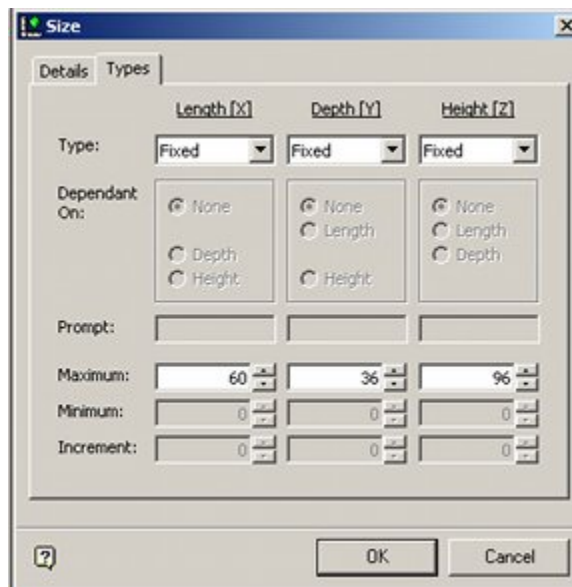 Size
Details Types
Length [X] Depth [Y] Height [Z]
Type: Fixed Fixed Fixed
Dependant On: None None None
Length Length
Depth Depth
Height Height
Prompt:
Maximum: 60 36 96
Minimum: 0 0 0
Increment: 0 0 0
OK Cancel